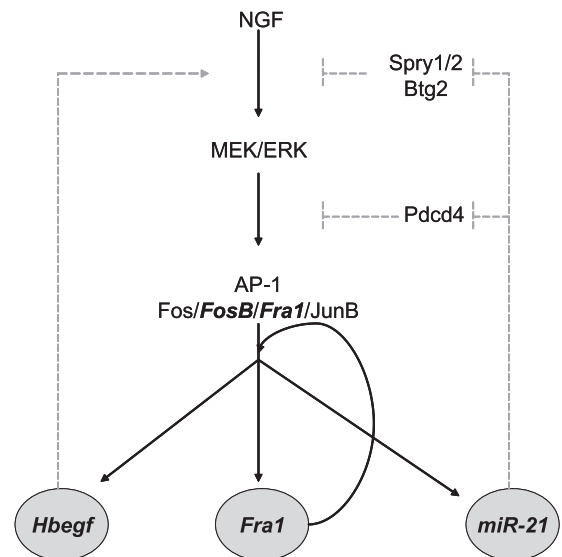 NGF
Spry1/2
Btg2
MEK/ERK
Pdcd4
AP-1
Fos/FosB/Fra1/JunB
Hbegf
Fra1
miR-21